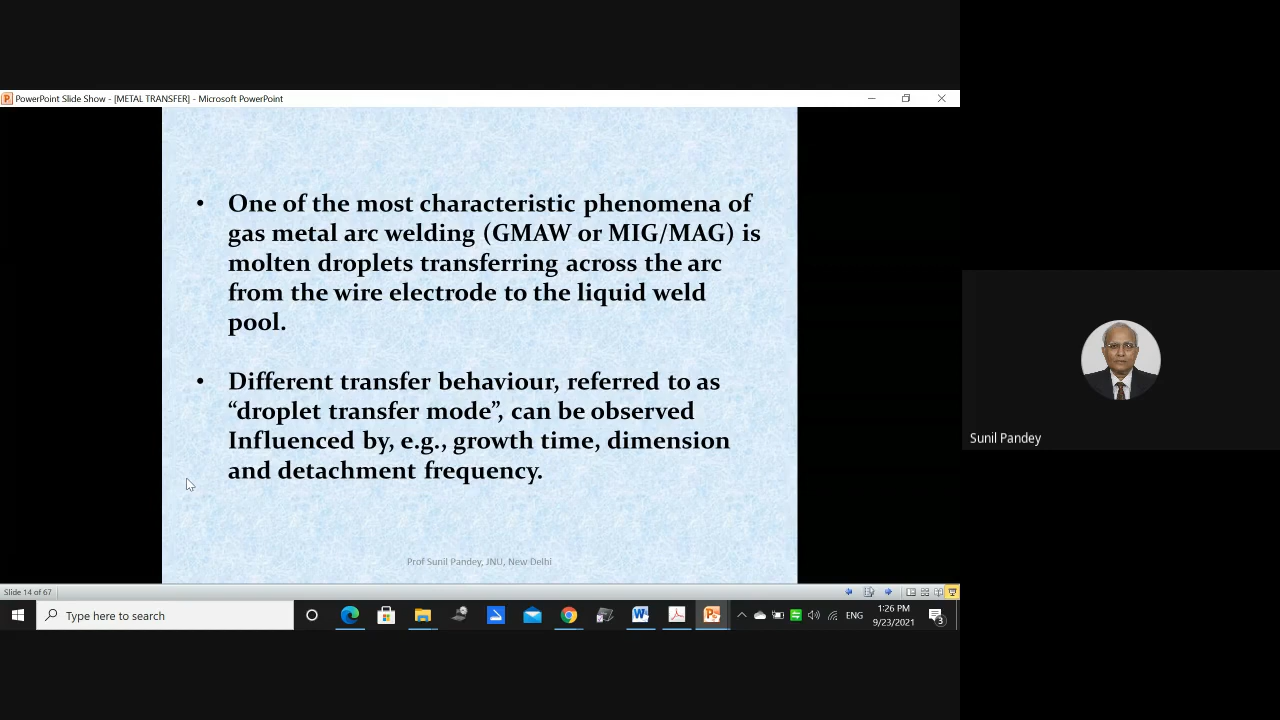 PowerPoint Slide Show - [METAL TRANSFER] - Microsoft PowerPoint
• One of the most characteristic phenomena of
gas metal arc welding (GMAW or MIG/MAG) is
molten droplets transferring across the arc
from the wire electrode to the liquid weld
pool.
• Different transfer behaviour, referred to as
“droplet transfer mode”, can be observed
Influenced by, e.g., growth time, dimension
and detachment frequency.
Prof Sunil Pandey, JNU, New Delhi
Sunil Pandey
Slide 14 of 67
Type here to search
ENG
1:26 PM
9/23/2021
3